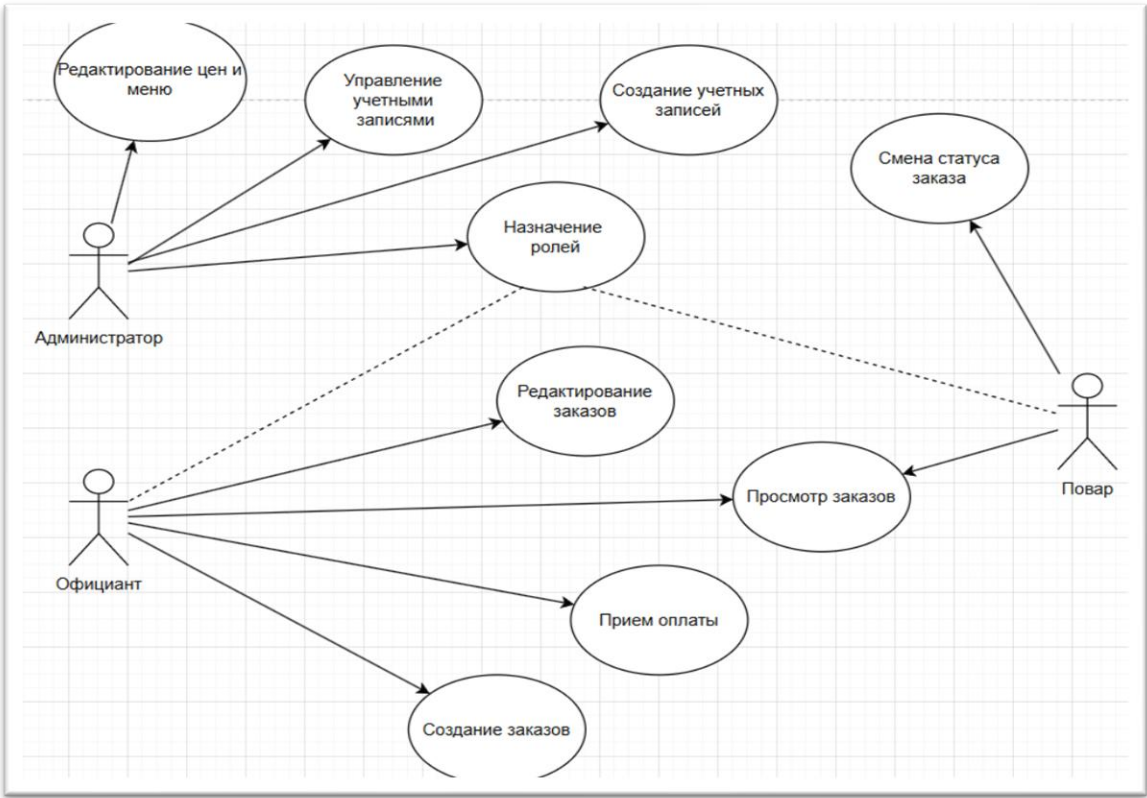 Редактирование цен и
меню
Управление
учетными
записями
Создание учетных
записей
Смена статуса
заказа
Назначение
ролей
Администратор
Редактирование
заказов
Просмотр заказов
Повар
Официант
Прием оплаты
Создание заказов